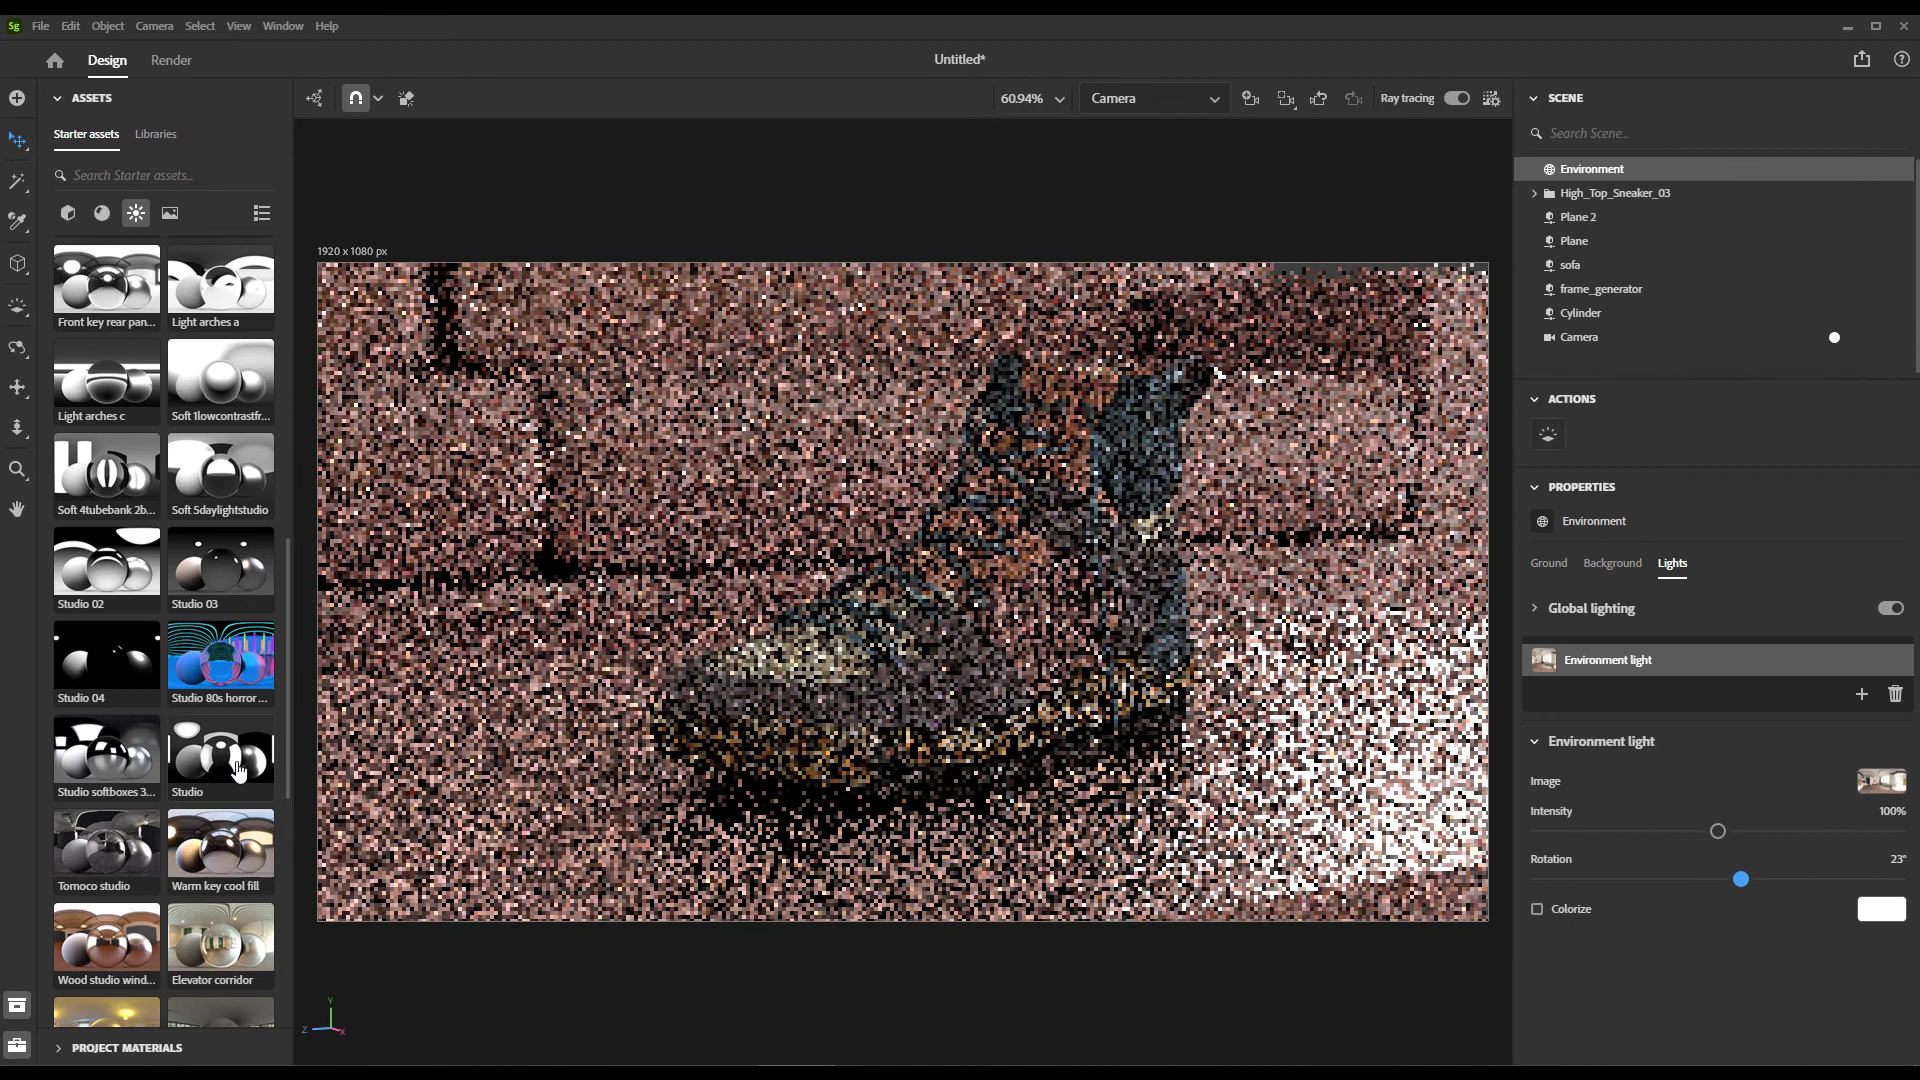 Sg File Edit Object Camera Select View Window Help
Design Render Untitled*
ASSETS
Starter assets Libraries
Search Starter assets...
Front key rear pan... Light arches a
Light arches c Soft 1lowcontrastfr...
Soft 4tubebank 2b... Soft 5daylightstudio
Studio 02 Studio 03
Studio 04 Studio 80s horror ...
Studio softboxes 3... Studio
Tomoco studio Warm key cool fill
Wood studio wind... Elevator corridor
PROJECT MATERIALS
60.94% Camera Ray tracing
1920 x 1080 px
Y
Z X
SCENE
Search Scene...
Environment
High_Top_Sneaker_03
Plane 2
Plane
sofa
frame_generator
Cylinder
Camera
ACTIONS
PROPERTIES
Environment
Ground Background Lights
Global lighting
Environment light
Environment light
Image
Intensity 100%
Rotation 23°
Colorize